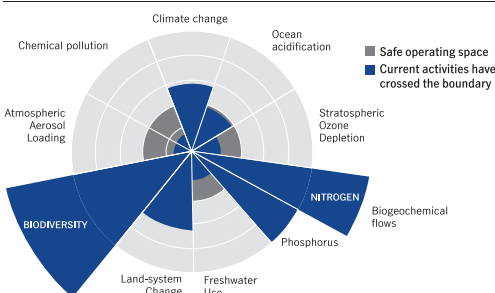 Climate change
Ocean
acidification
Chemical pollution
Safe operating space
Current activities have
crossed the boundary
Atmospheric
Aerosol
Loading
Stratospheric
Ozone
Depletion
NITROGEN
BIODIVERSITY
Biogeochemical
flows
Phosphorus
Land-system
Change
Freshwater
Use